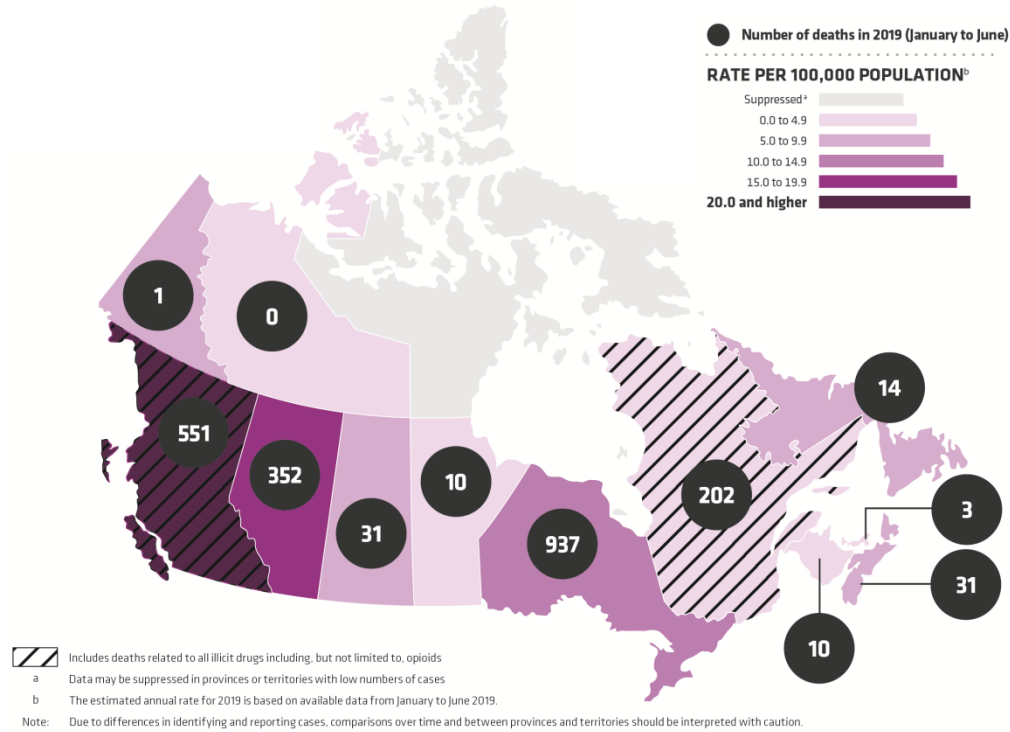 Number of deaths in 2019 (January to June)
RATE PER 100,000 POPULATIONᵇ
Suppressedᵃ
0.0 to 4.9
5.0 to 9.9
10.0 to 14.9
15.0 to 19.9
20.0 and higher
1
0
14
551
352
10
202
31
3
937
31
10
Includes deaths related to all illicit drugs including, but not limited to, opioids
a Data may be suppressed in provinces or territories with low numbers of cases
b The estimated annual rate for 2019 is based on available data from January to June 2019.
Note: Due to differences in identifying and reporting cases, comparisons over time and between provinces and territories should be interpreted with caution.